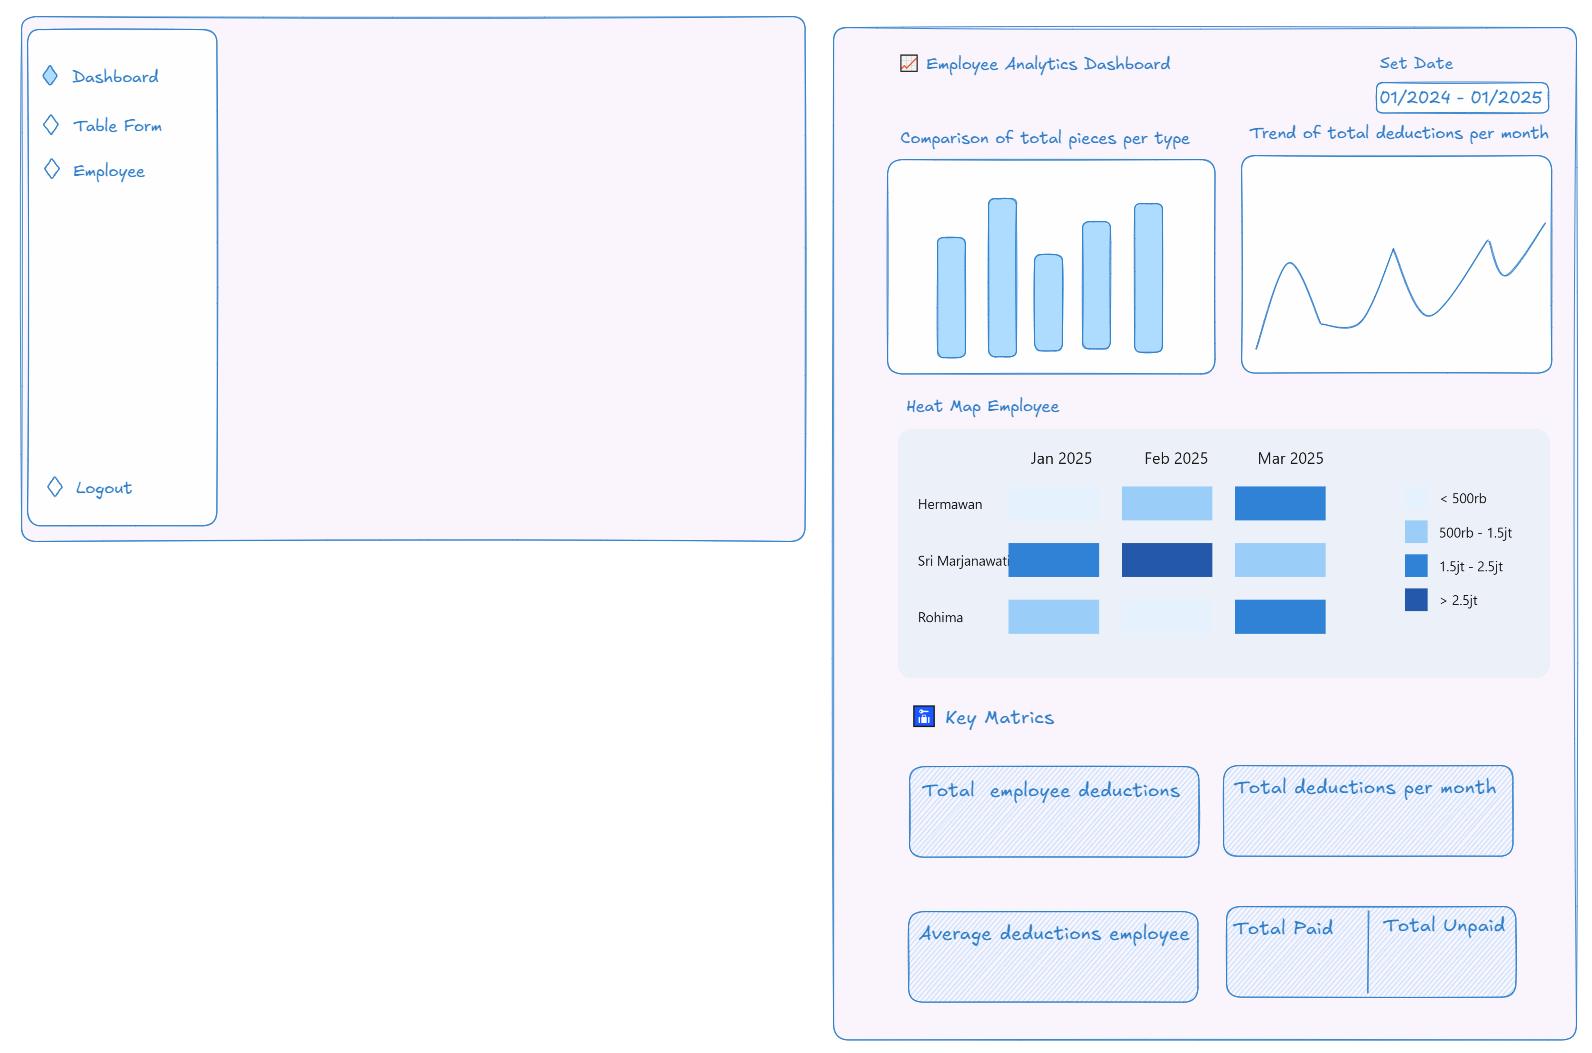 Dashboard
Table Form
Employee
Logout
Employee Analytics Dashboard
Set Date
01/2024 - 01/2025
Comparison of total pieces per type
Trend of total deductions per month
Heat Map Employee
Jan 2025 Feb 2025 Mar 2025
Hermawan
Sri Marjanawati
Rohima
< 500rb
500rb - 1.5jt
1.5jt - 2.5jt
> 2.5jt
Key Matrics
Total employee deductions
Total deductions per month
Average deductions employee
Total Paid
Total Unpaid